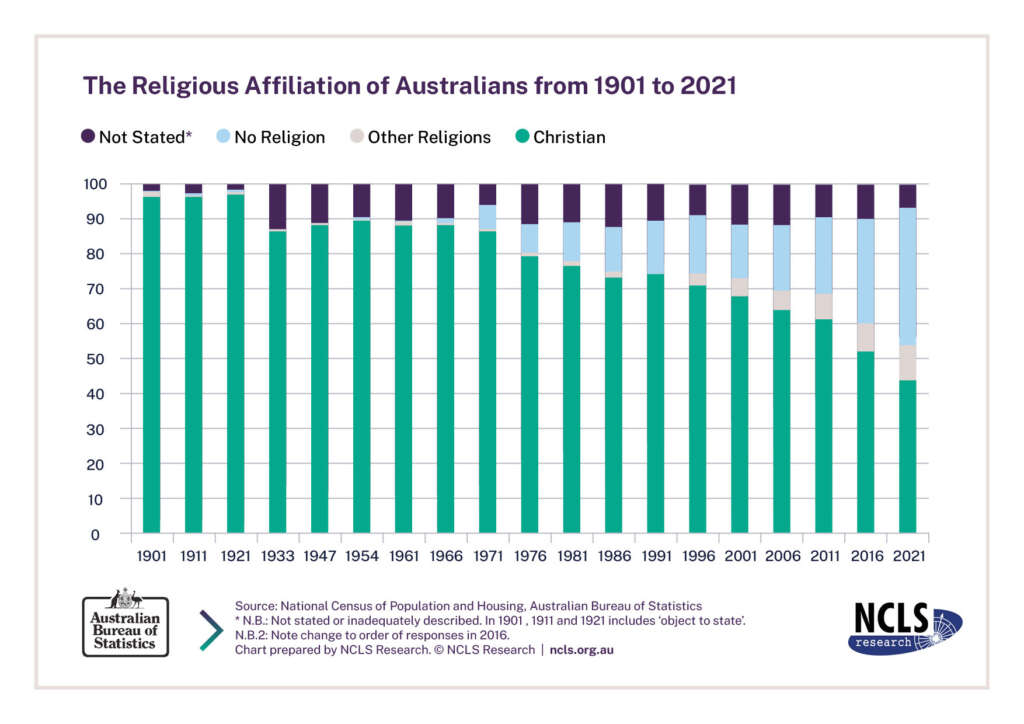 The Religious Affiliation of Australians from 1901 to 2021
Not Stated* No Religion Other Religions Christian
100
90
80
70
60
50
40
30
20
10
0
1901 1911 1921 1933 1947 1954 1961 1966 1971 1976 1981 1986 1991 1996 2001 2006 2011 2016 2021
Australian
Bureau of
Statistics
Source: National Census of Population and Housing, Australian Bureau of Statistics
* N.B.: Not stated or inadequately described. In 1901 , 1911 and 1921 includes ‘object to state’.
N.B.2: Note change to order of responses in 2016.
Chart prepared by NCLS Research. © NCLS Research | ncls.org.au
NCLS
research